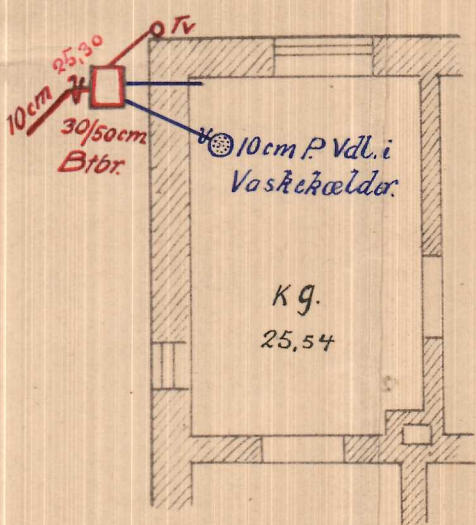 Tv
25,30
10cm
30/50cm
Btbr.
10cm P. Vdl. i
Vaskekælder.
Kg.
25,54